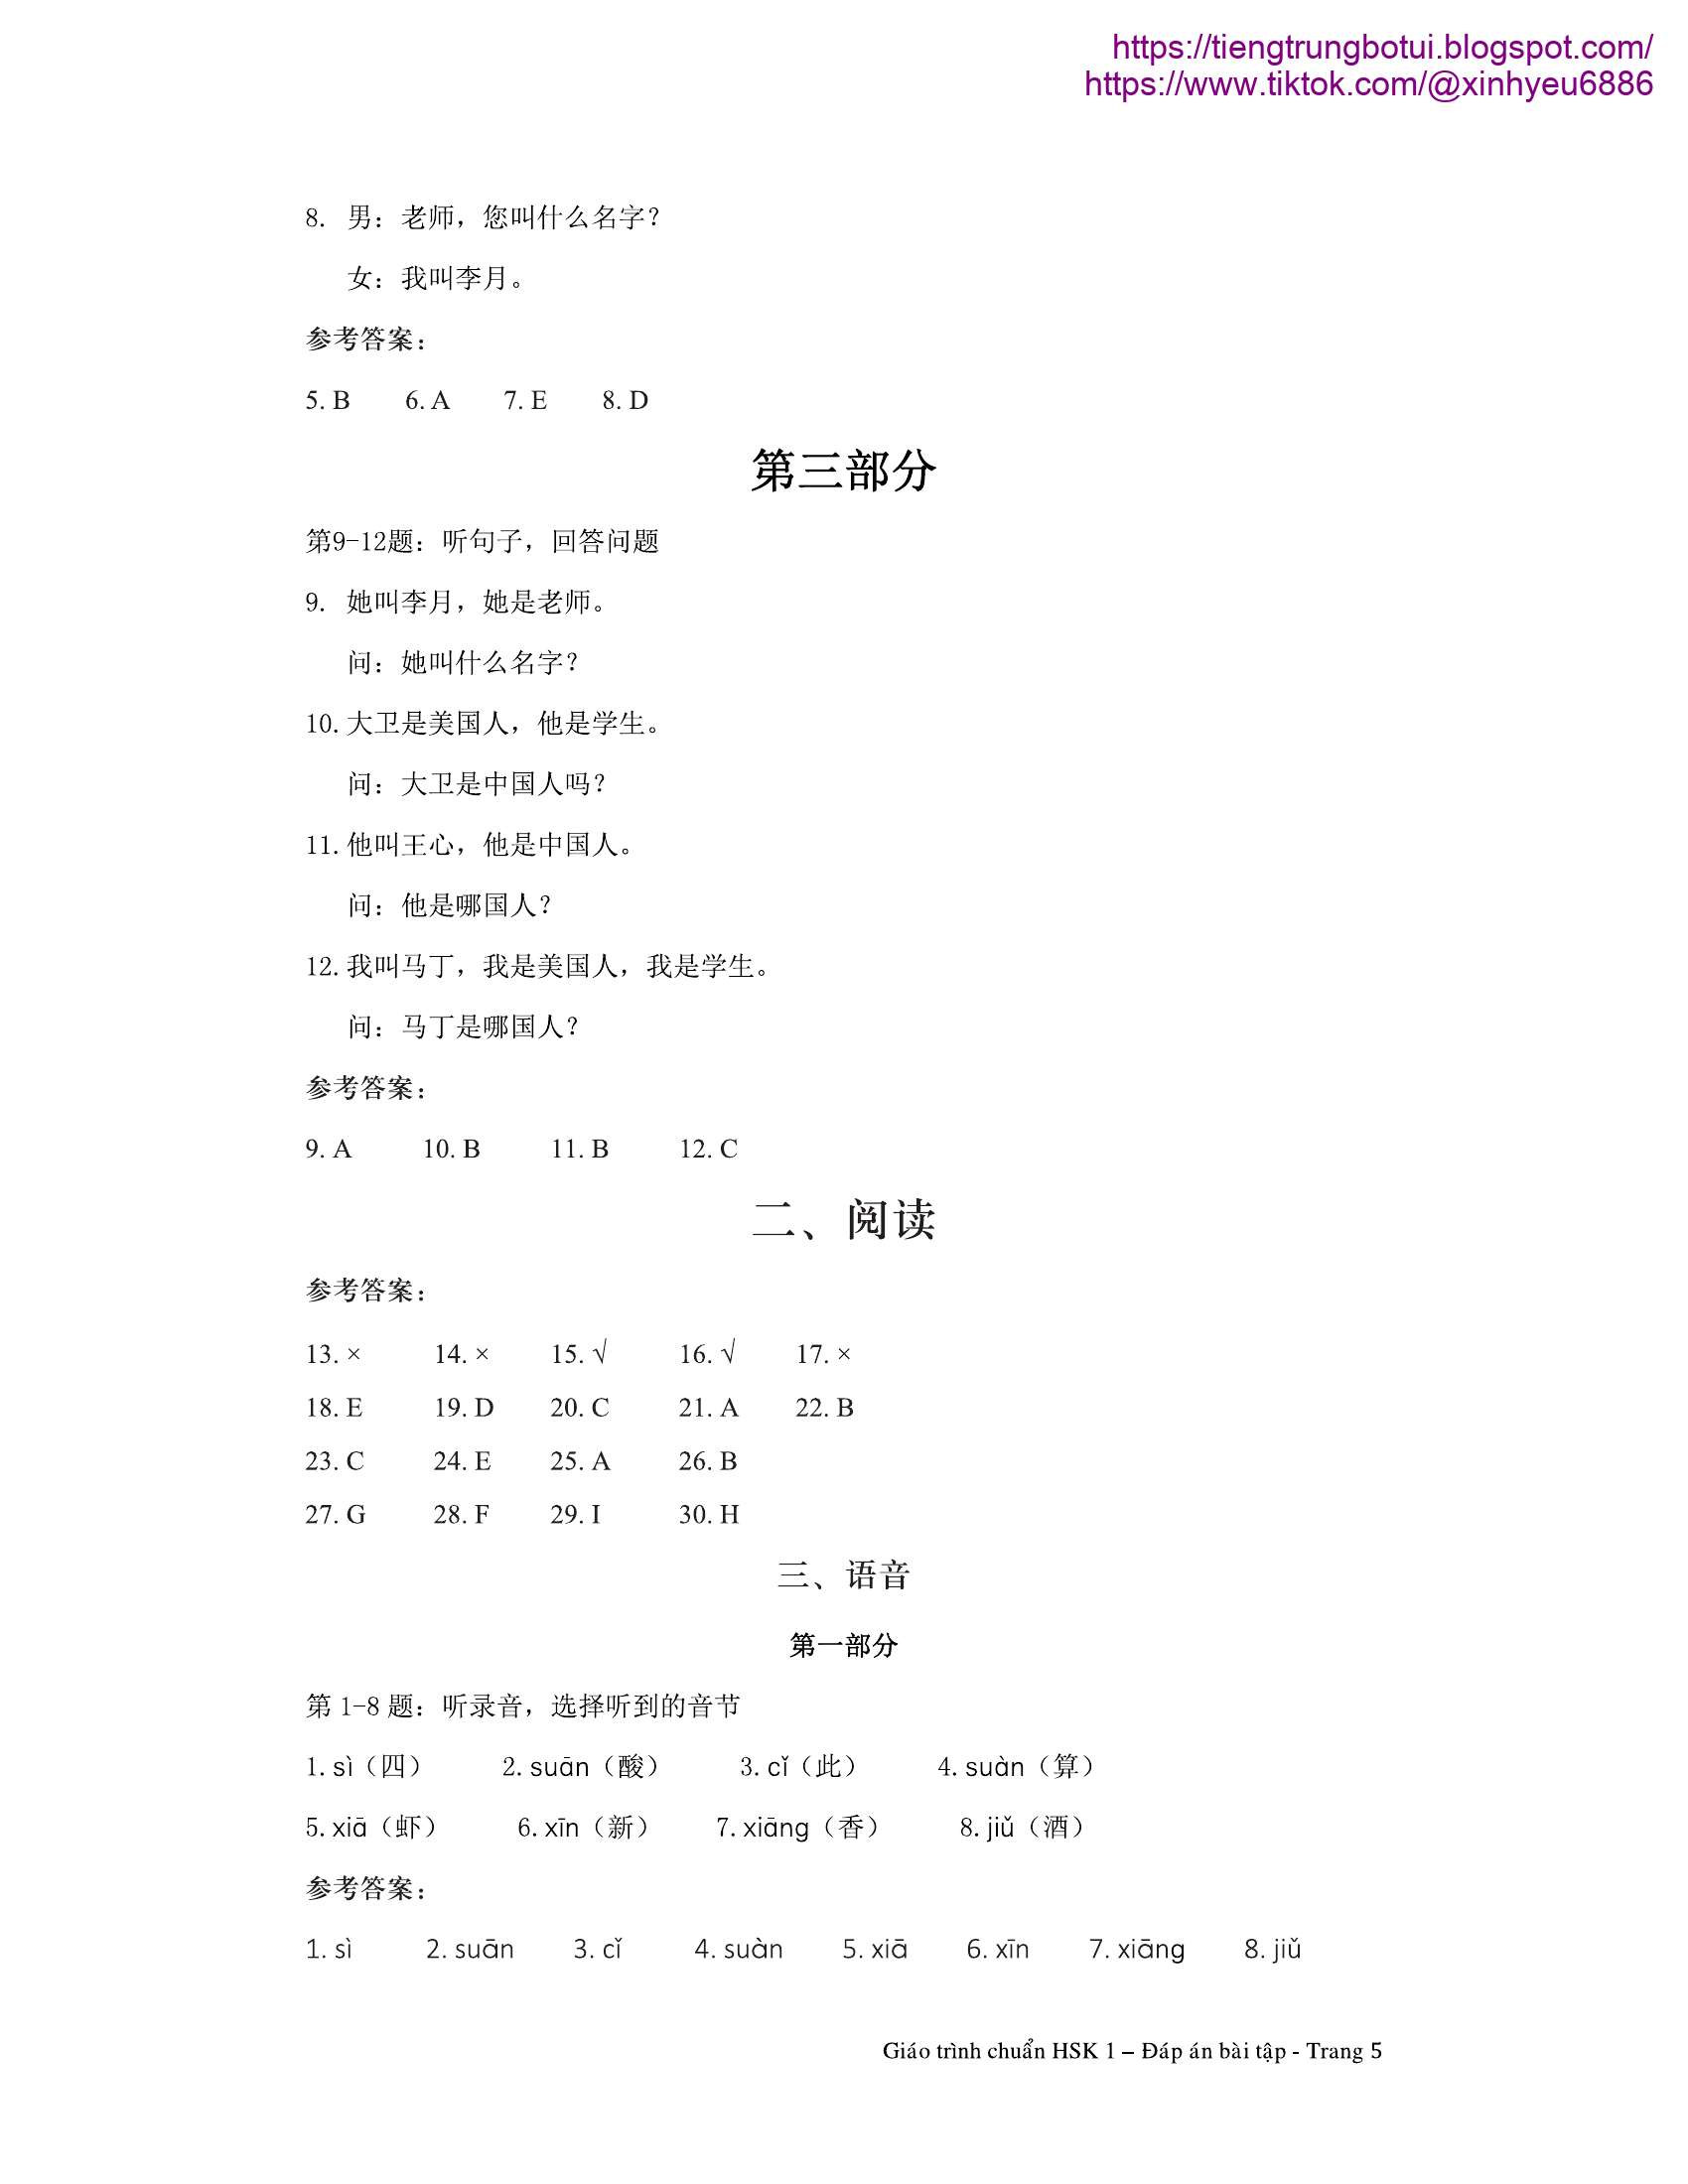 https://tiengtrungbotui.blogspot.com/
https://www.tiktok.com/@xinhyeu6886
8. 男：老师，您叫什么名字？
女：我叫李月。
参考答案：
5. B 6. A 7. E 8. D
第三部分
第9-12题：听句子，回答问题
9. 她叫李月，她是老师。
问：她叫什么名字？
10. 大卫是美国人，他是学生。
问：大卫是中国人吗？
11. 他叫王心，他是中国人。
问：他是哪国人？
12. 我叫马丁，我是美国人，我是学生。
问：马丁是哪国人？
参考答案：
9. A 10. B 11. B 12. C
二、阅读
参考答案：
13. × 14. × 15. √ 16. √ 17. ×
18. E 19. D 20. C 21. A 22. B
23. C 24. E 25. A 26. B
27. G 28. F 29. I 30. H
三、语音
第一部分
第 1-8 题：听录音，选择听到的音节
1. sì（四） 2. suān（酸） 3. cǐ（此） 4. suàn（算）
5. xiā（虾） 6. xīn（新） 7. xiāng（香） 8. jiǔ（酒）
参考答案：
1. sì 2. suān 3. cǐ 4. suàn 5. xiā 6. xīn 7. xiāng 8. jiǔ
Giáo trình chuẩn HSK 1 – Đáp án bài tập - Trang 5